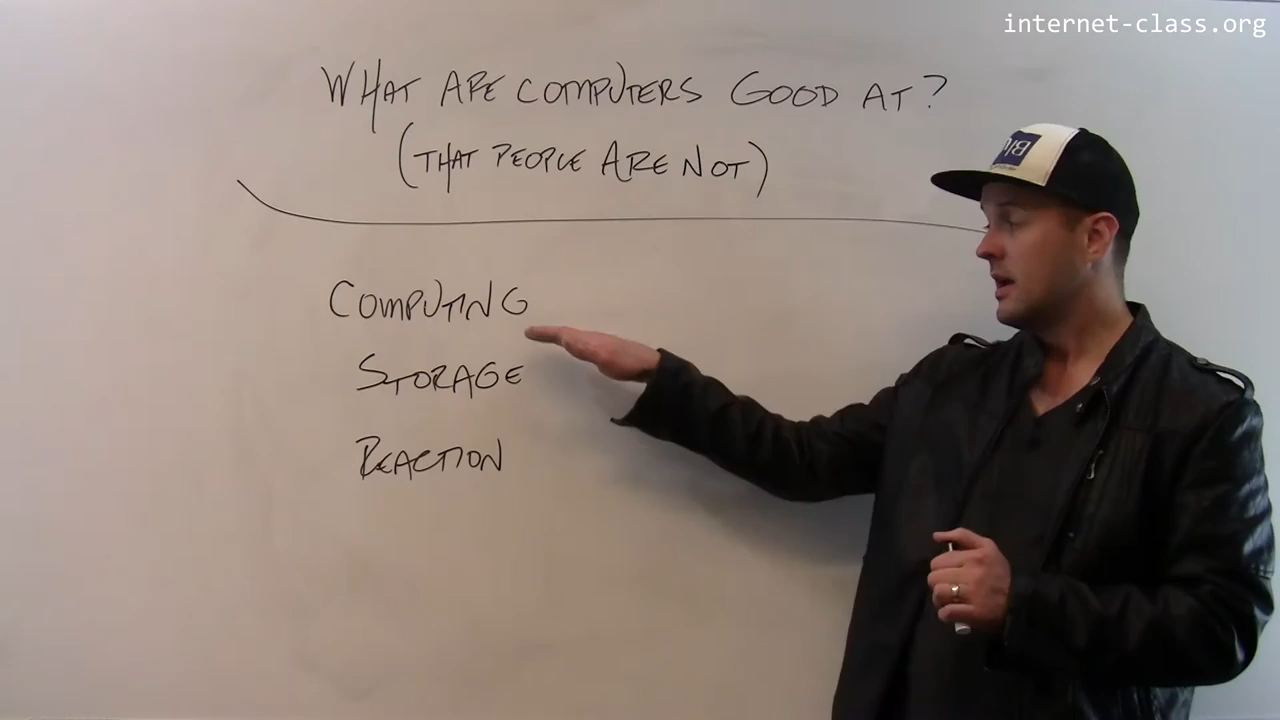 internet-class.org
WHAT ARE COMPUTERS GOOD AT?
(THAT PEOPLE ARE NOT)
COMPUTING
STORAGE
REACTION